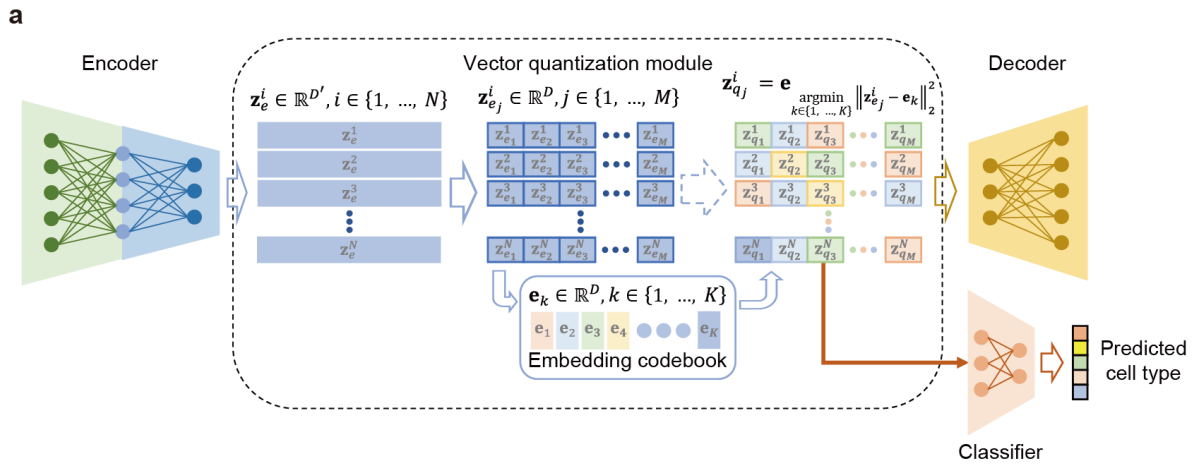 a
Encoder
Vector quantization module
Decoder
𝐳_e^i ∈ ℝ^{D′}, i ∈ {1, …, N}
𝐳_{e_j}^i ∈ ℝ^D, j ∈ {1, …, M}
𝐳_{q_j}^i = 𝐞_{argmin_{k∈{1, …, K}} ‖𝐳_{e_j}^i − 𝐞_k‖_2^2}
z_e^1
z_{e_1}^1 z_{e_2}^1 z_{e_3}^1 ••• z_{e_M}^1
z_{q_1}^1 z_{q_2}^1 z_{q_3}^1 ••• z_{q_M}^1
z_e^2
z_{e_1}^2 z_{e_2}^2 z_{e_3}^2 ••• z_{e_M}^2
z_{q_1}^2 z_{q_2}^2 z_{q_3}^2 ••• z_{q_M}^2
z_e^3
z_{e_1}^3 z_{e_2}^3 z_{e_3}^3 ••• z_{e_M}^3
z_{q_1}^3 z_{q_2}^3 z_{q_3}^3 ••• z_{q_M}^3
z_e^N
z_{e_1}^N z_{e_2}^N z_{e_3}^N ••• z_{e_M}^N
z_{q_1}^N z_{q_2}^N z_{q_3}^N ••• z_{q_M}^N
𝐞_k ∈ ℝ^D, k ∈ {1, …, K}
e_1 e_2 e_3 e_4 ••• e_K
Embedding codebook
Predicted
cell type
Classifier